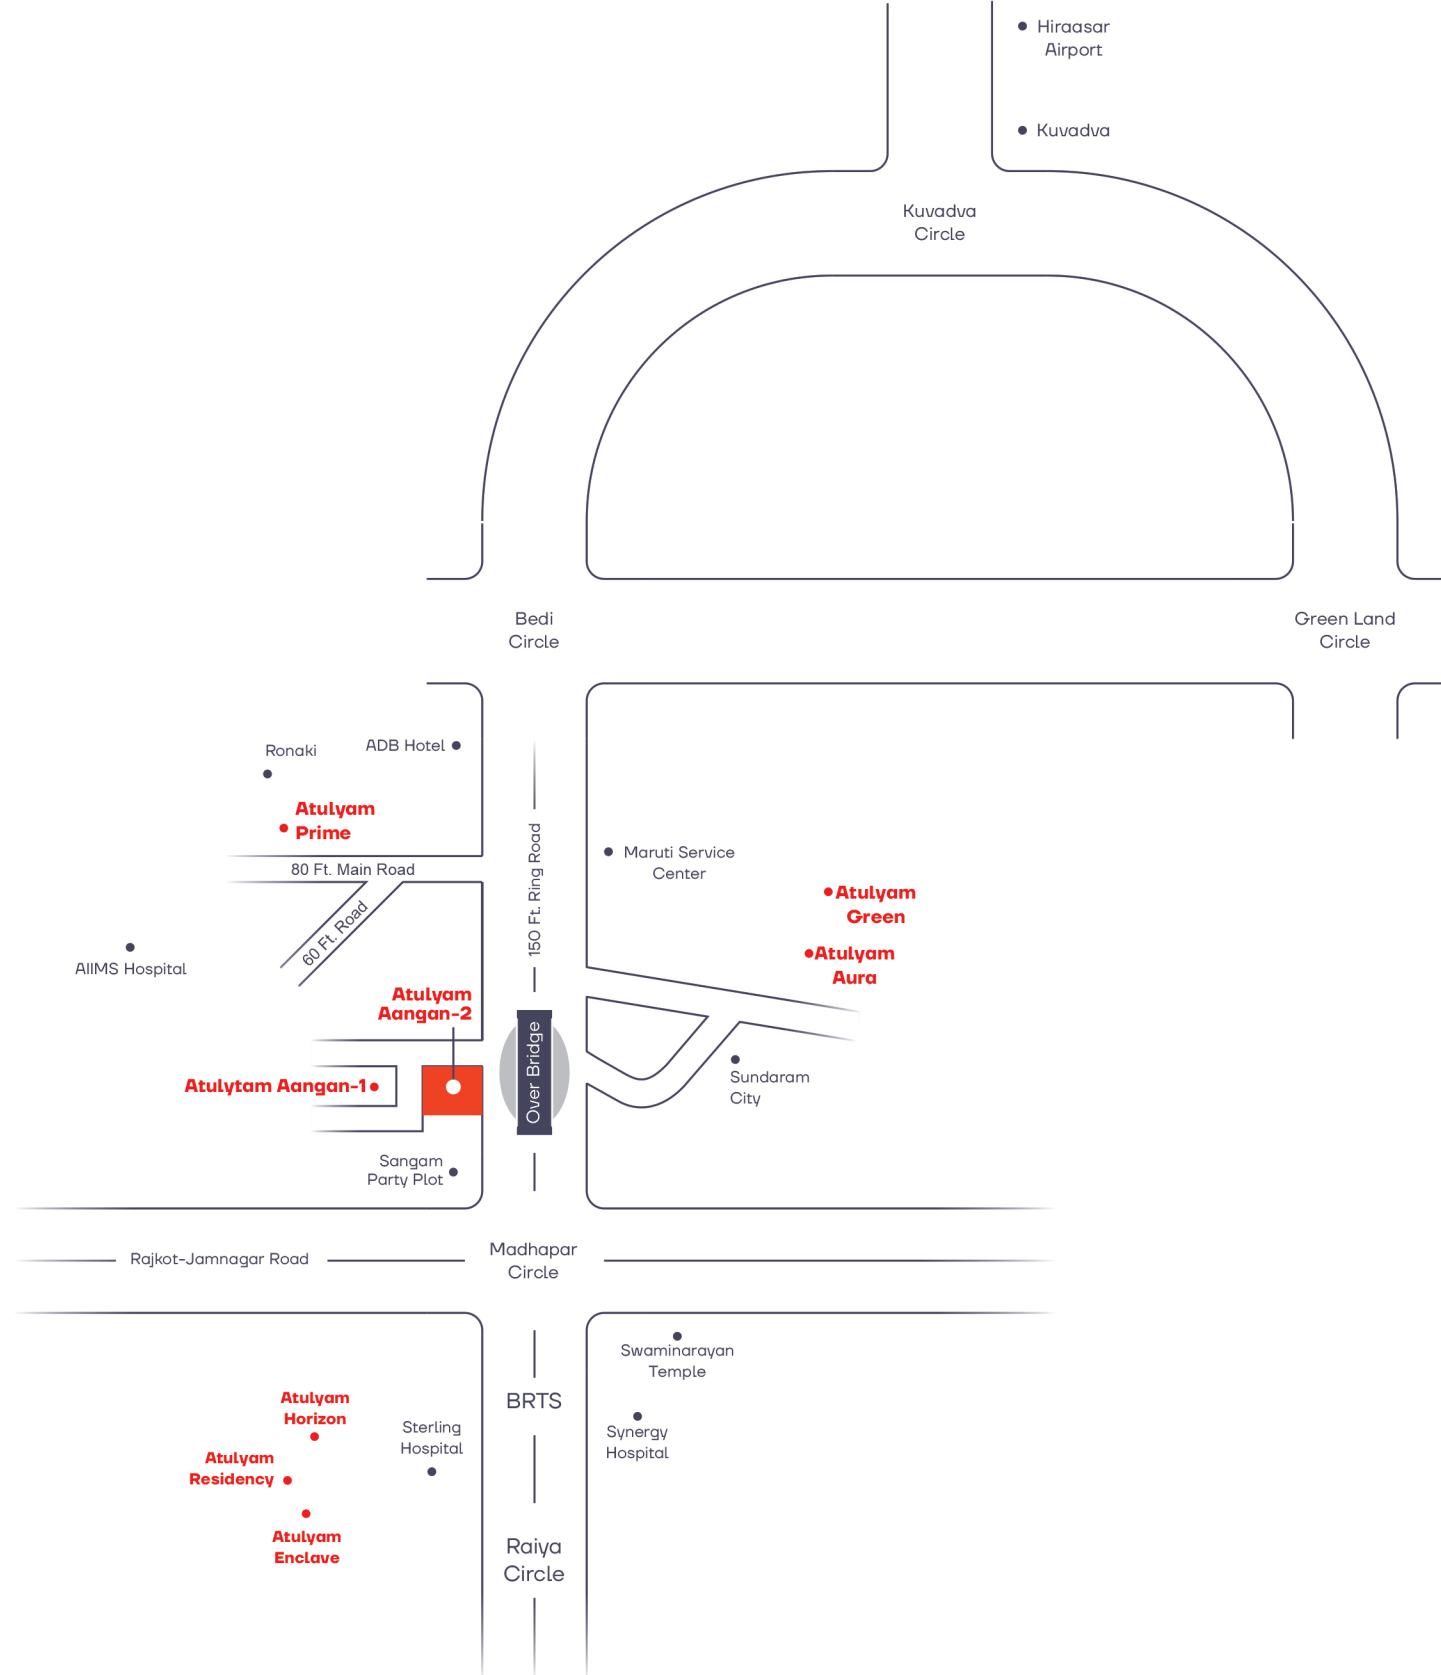 Hiraasar
Airport
Kuvadva
Kuvadva
Circle
Bedi
Circle
Green Land
Circle
Ronaki
ADB Hotel
Atulyam
Prime
80 Ft. Main Road
60 Ft. Road
150 Ft. Ring Road
Maruti Service
Center
Atulyam
Green
Atulyam
Aura
AIIMS Hospital
Atulyam
Aangan-2
Over Bridge
Atulytam Aangan-1
Sundaram
City
Sangam
Party Plot
Rajkot-Jamnagar Road
Madhapar
Circle
Swaminarayan
Temple
BRTS
Atulyam
Horizon
Sterling
Hospital
Synergy
Hospital
Atulyam
Residency
Atulyam
Enclave
Raiya
Circle